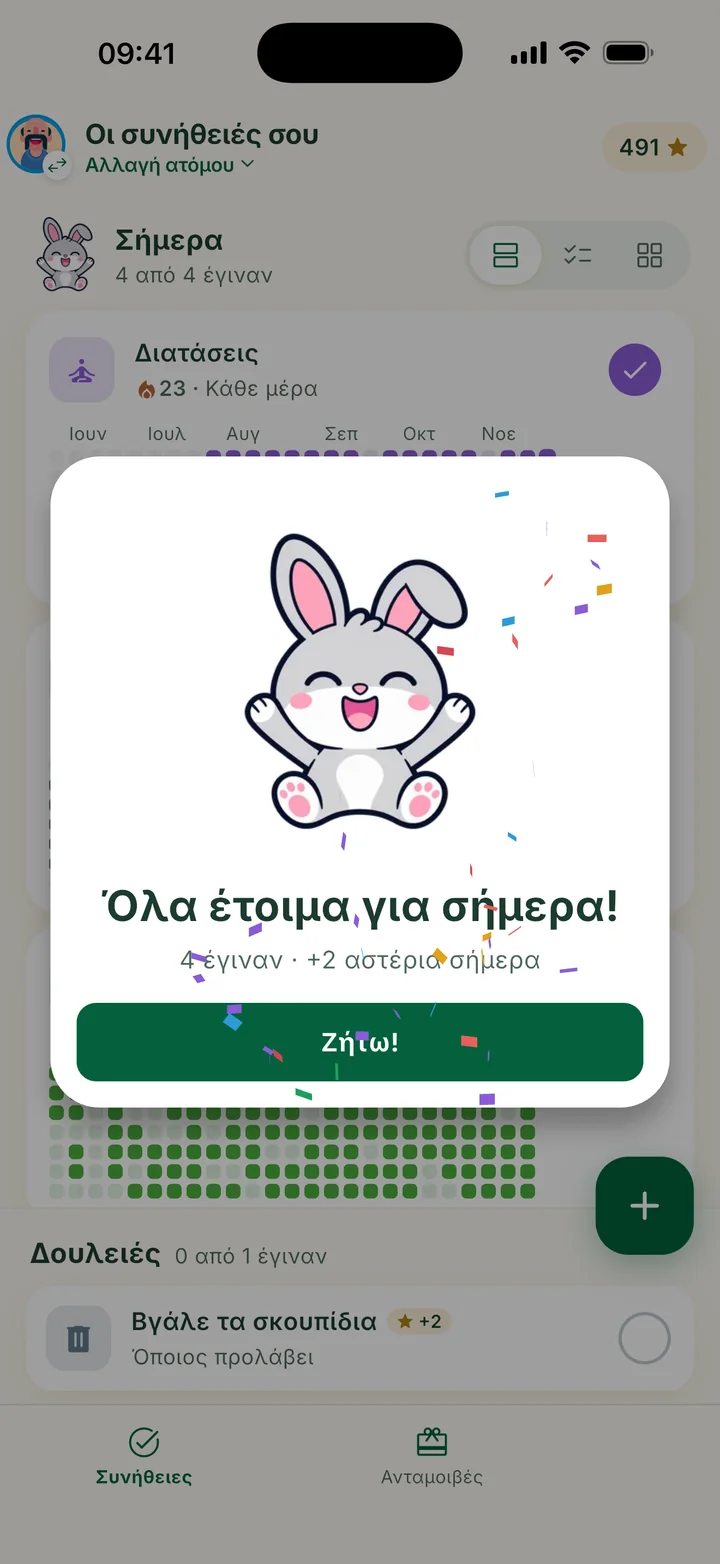 09:41
Οι συνήθειές σου
Αλλαγή ατόμου
491
Σήμερα
4 από 4 έγιναν
Διατάσεις
23 · Κάθε μέρα
Ιουν Ιουλ Αυγ Σεπ Οκτ Νοε
Όλα έτοιμα για σήμερα!
4 έγιναν · +2 αστέρια σήμερα
Ζήτω!
Δουλειές 0 από 1 έγιναν
Βγάλε τα σκουπίδια +2
Όποιος προλάβει
Συνήθειες Ανταμοιβές